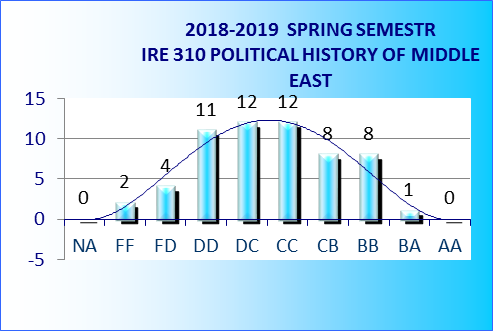 2018-2019 SPRING SEMESTR
IRE 310 POLITICAL HISTORY OF MIDDLE
EAST
15
10
5
0
-5
0 2 4 11 12 12 8 8 1 0
NA FF FD DD DC CC CB BB BA AA